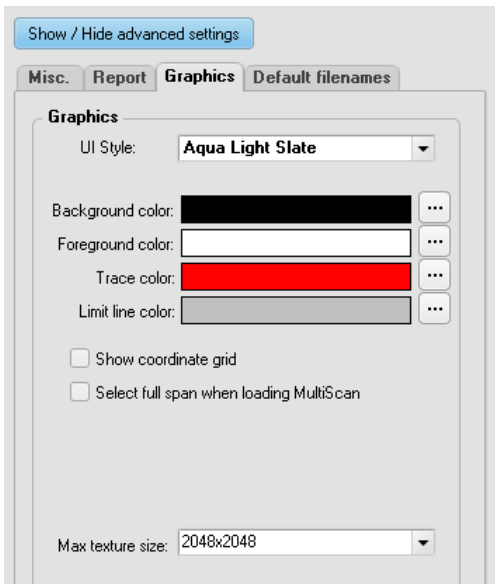 Show / Hide advanced settings
Misc. Report Graphics Default filenames
Graphics
UI Style: Aqua Light Slate
Background color: ...
Foreground color: ...
Trace color: ...
Limit line color: ...
Show coordinate grid
Select full span when loading MultiScan
Max texture size: 2048x2048